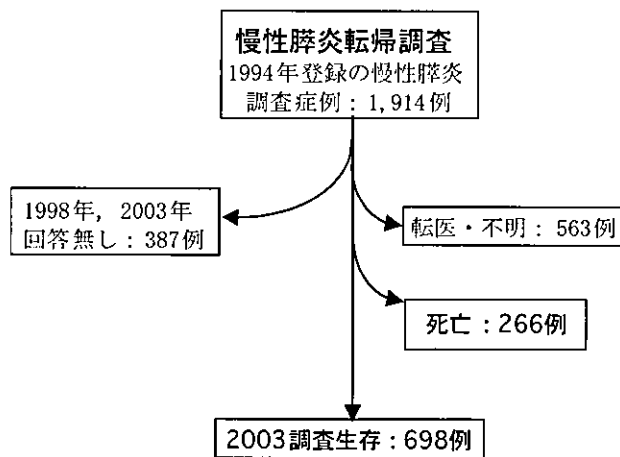 慢性膵炎転帰調査
1994年登録の慢性膵炎
調査症例：1,914例
1998年，2003年
回答無し：387例
転医・不明：563例
死亡：266例
2003調査生存：698例